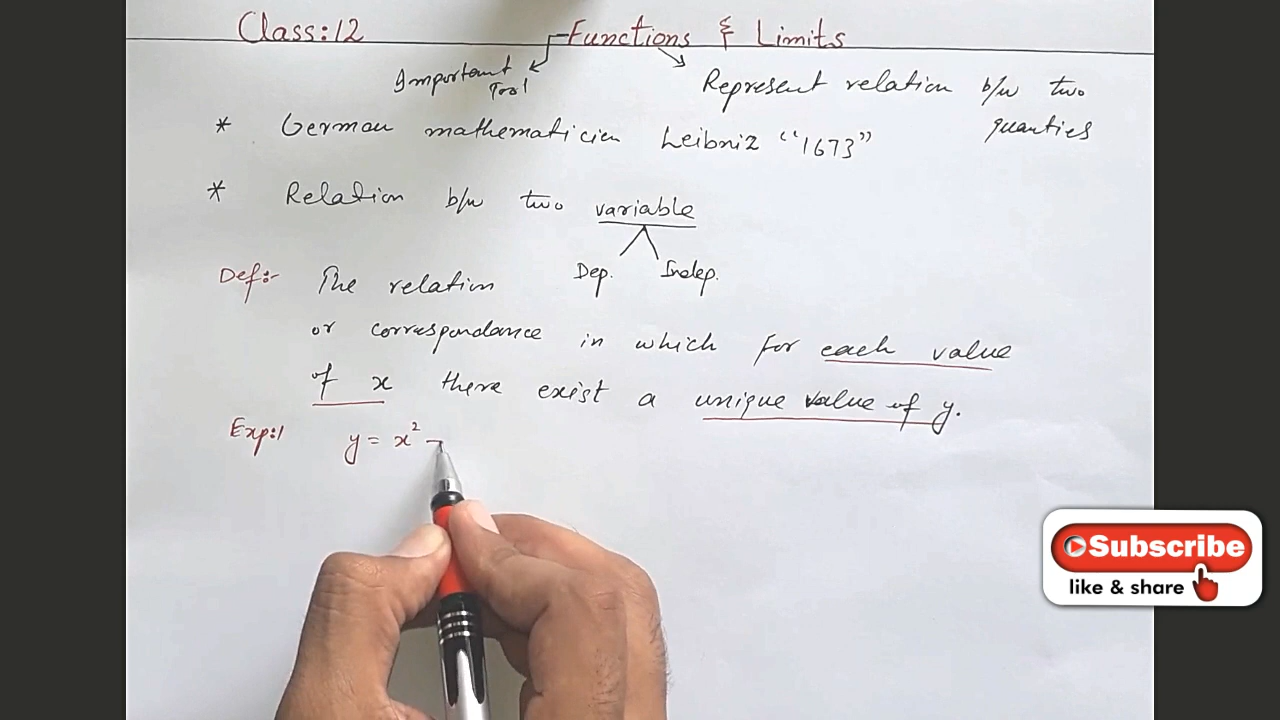 Class:12
Functions & Limits
Important Tool
Represent relation b/w two quanties
* German mathematicien Leibniz "1673"
* Relation b/w two variable
Dep. Indep.
Def:- The relation
or correspondance in which for each value
of x there exist a unique value of y.
Exp:1 y = x² -
Subscribe
like & share